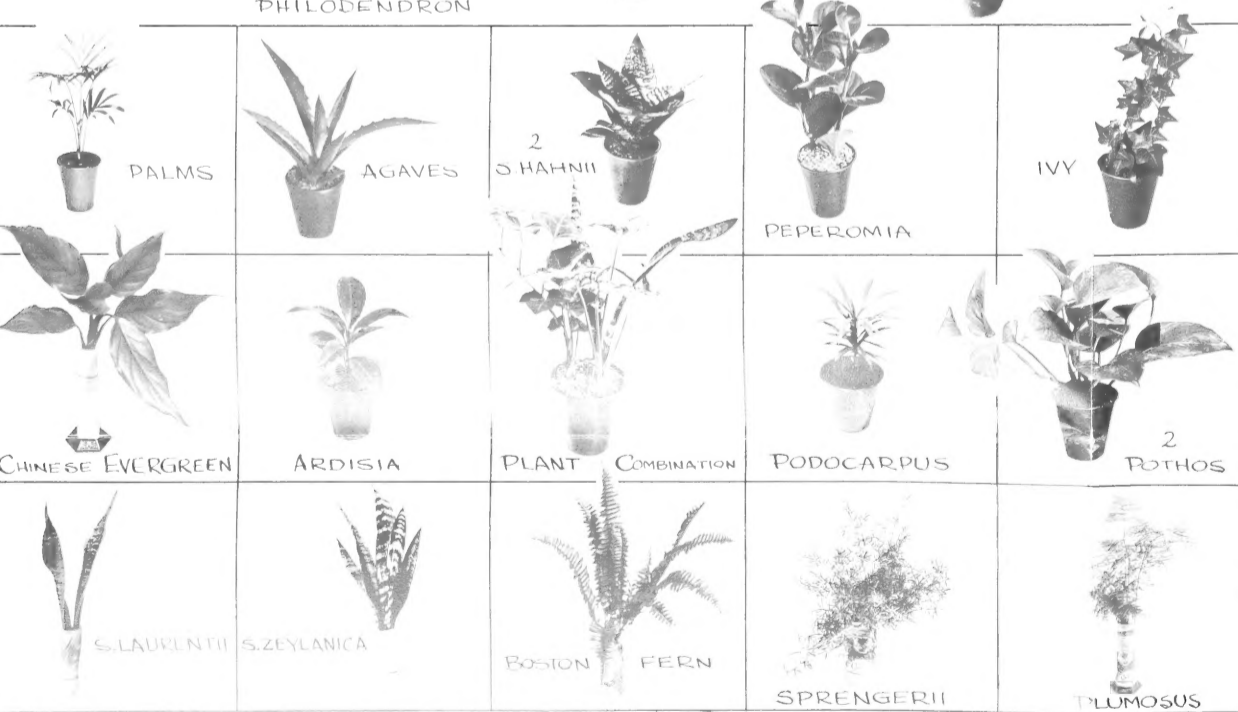 PHILODENDRON
PALMS
AGAVES
2
S. HAHNII
PEPEROMIA
IVY
CHINESE EVERGREEN
ARDISIA
PLANT COMBINATION
PODOCARPUS
2
POTHOS
S. LAURENTII
S. ZEYLANICA
BOSTON FERN
SPRENGERII
PLUMOSUS